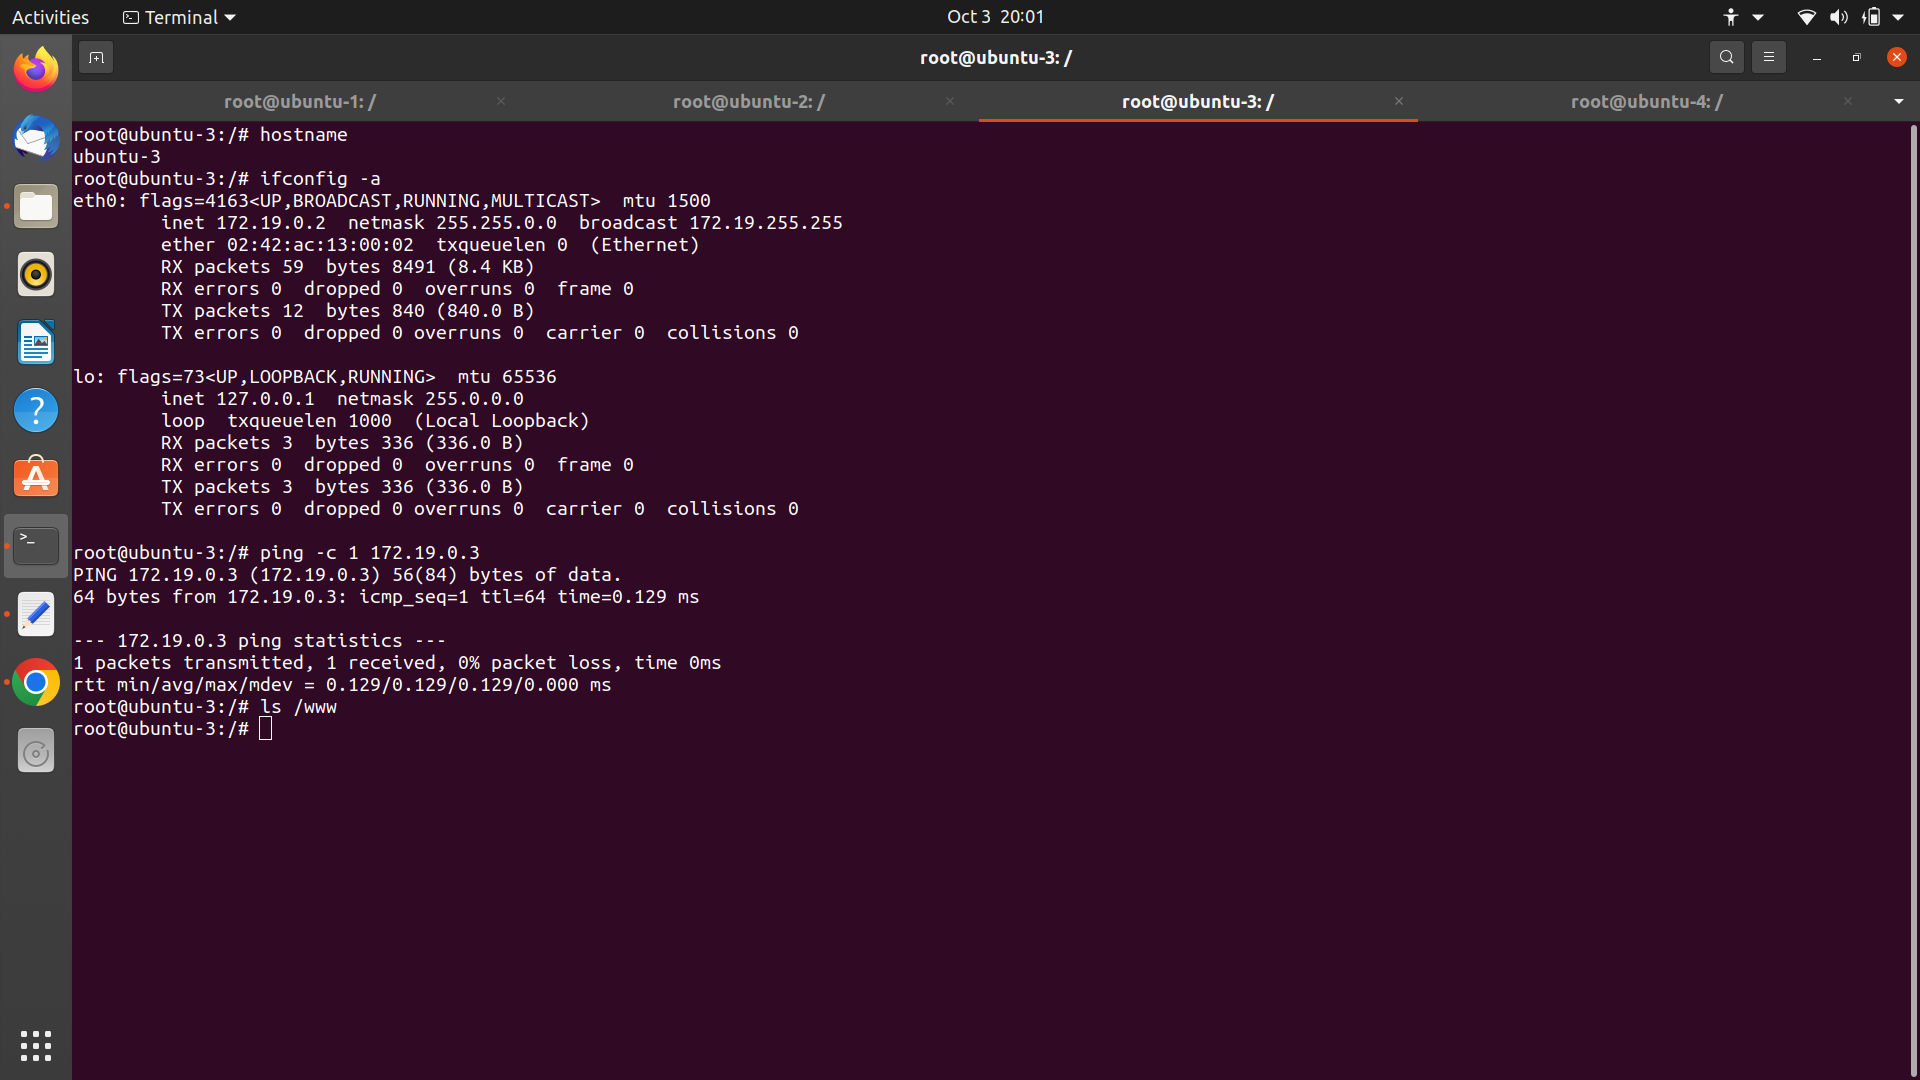 Activities
Terminal
Oct 3 20:01
root@ubuntu-3: /
root@ubuntu-1: /
root@ubuntu-2: /
root@ubuntu-3: /
root@ubuntu-4: /
root@ubuntu-3:/# hostname
ubuntu-3
root@ubuntu-3:/# ifconfig -a
eth0: flags=4163<UP,BROADCAST,RUNNING,MULTICAST>  mtu 1500
        inet 172.19.0.2  netmask 255.255.0.0  broadcast 172.19.255.255
        ether 02:42:ac:13:00:02  txqueuelen 0  (Ethernet)
        RX packets 59  bytes 8491 (8.4 KB)
        RX errors 0  dropped 0  overruns 0  frame 0
        TX packets 12  bytes 840 (840.0 B)
        TX errors 0  dropped 0 overruns 0  carrier 0  collisions 0
lo: flags=73<UP,LOOPBACK,RUNNING>  mtu 65536
        inet 127.0.0.1  netmask 255.0.0.0
        loop  txqueuelen 1000  (Local Loopback)
        RX packets 3  bytes 336 (336.0 B)
        RX errors 0  dropped 0  overruns 0  frame 0
        TX packets 3  bytes 336 (336.0 B)
        TX errors 0  dropped 0 overruns 0  carrier 0  collisions 0
root@ubuntu-3:/# ping -c 1 172.19.0.3
PING 172.19.0.3 (172.19.0.3) 56(84) bytes of data.
64 bytes from 172.19.0.3: icmp_seq=1 ttl=64 time=0.129 ms
--- 172.19.0.3 ping statistics ---
1 packets transmitted, 1 received, 0% packet loss, time 0ms
rtt min/avg/max/mdev = 0.129/0.129/0.129/0.000 ms
root@ubuntu-3:/# ls /www
root@ubuntu-3:/#